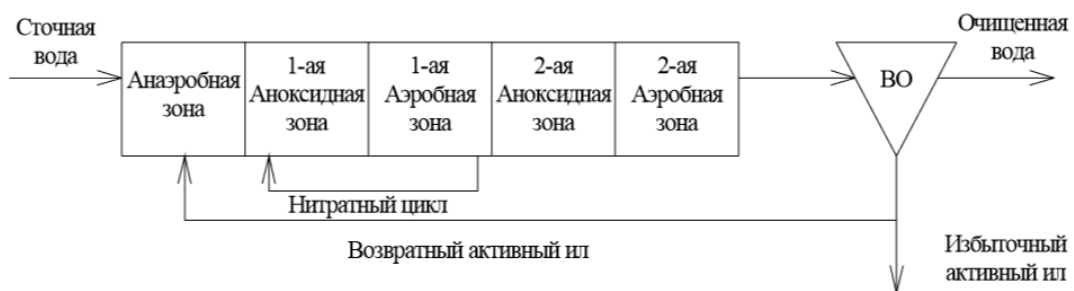 Сточная
вода
Анаэробная
зона
1-ая
Аноксидная
зона
1-ая
Аэробная
зона
2-ая
Аноксидная
зона
2-ая
Аэробная
зона
ВО
Очищенная
вода
Нитратный цикл
Возвратный активный ил
Избыточный
активный ил